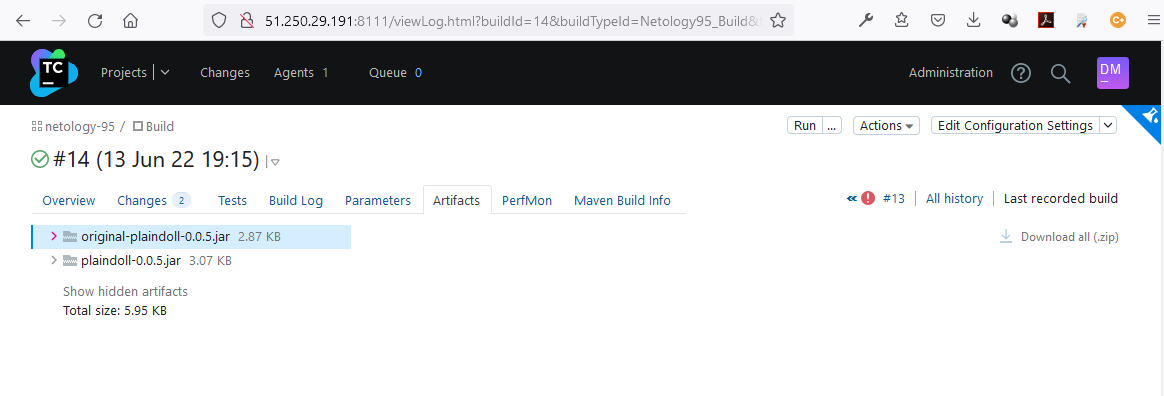 51.250.29.191:8111/viewLog.html?buildId=14&buildTypeId=Netology95_Build&
TC Projects Changes Agents 1 Queue 0 Administration DM
netology-95 / Build Run ... Actions Edit Configuration Settings
#14 (13 Jun 22 19:15)
Overview Changes 2 Tests Build Log Parameters Artifacts PerfMon Maven Build Info #13 All history Last recorded build
original-plaindoll-0.0.5.jar 2.87 KB Download all (.zip)
plaindoll-0.0.5.jar 3.07 KB
Show hidden artifacts
Total size: 5.95 KB